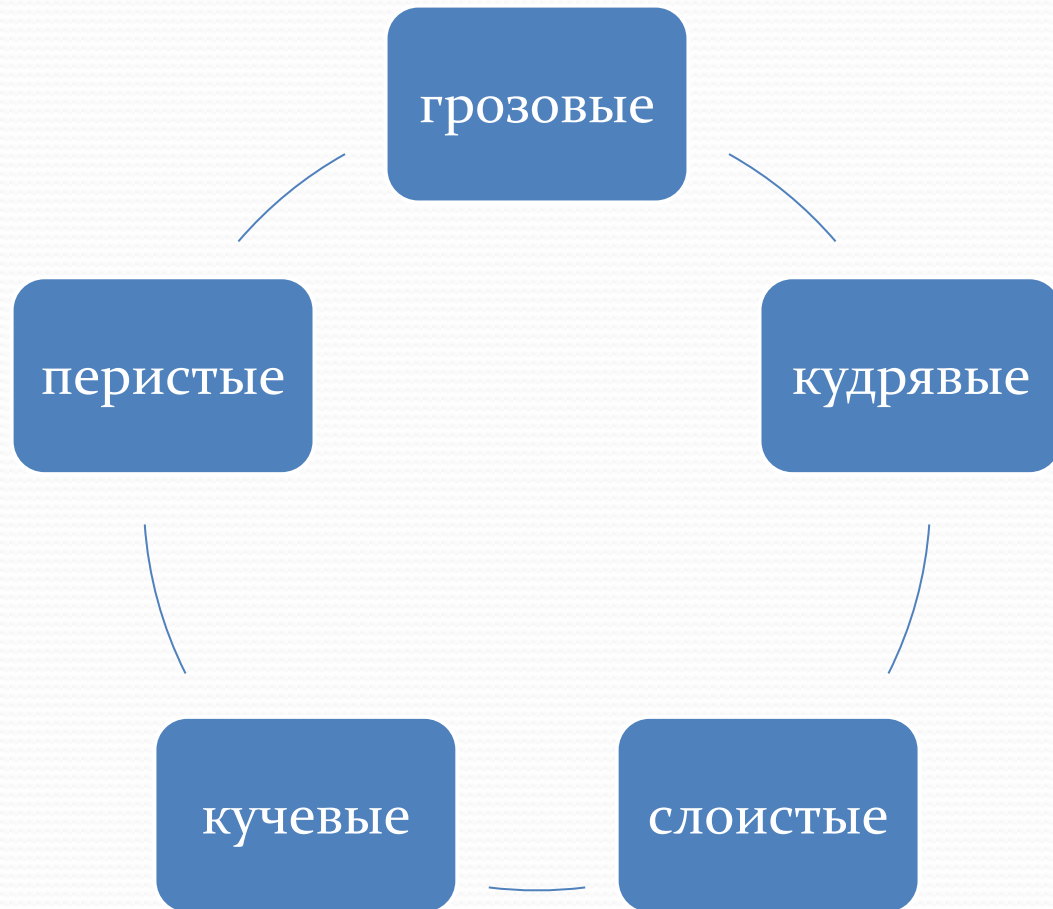 грозовые
перистые
кудрявые
кучевые
слоистые